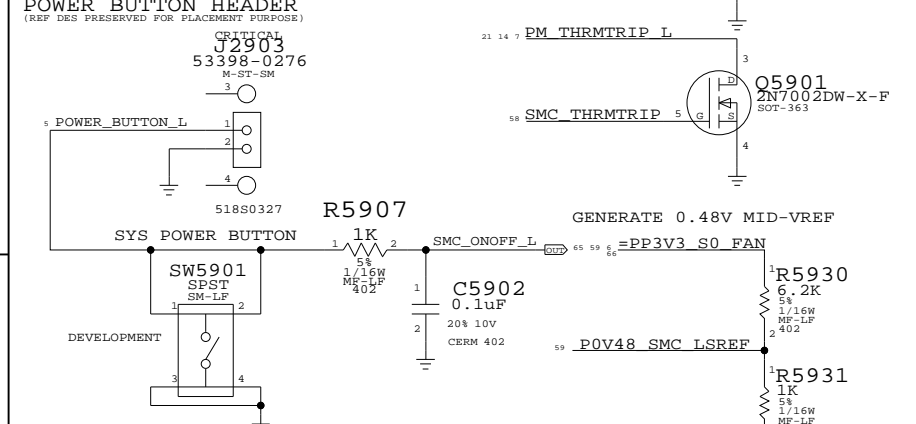 POWER BUTTON HEADER
(REF DES PRESERVED FOR PLACEMENT PURPOSE)
CRITICAL
J2903
53398-0276
M-ST-SM
3
5 POWER_BUTTON_L 1
2
4
518S0327
21 14 7 PM_THRMTRIP_L
3
D
Q5901
2N7002DW-X-F
SOT-363
58 SMC_THRMTRIP 5 G S
4
SYS POWER BUTTON
R5907
1K
1 2
5%
1/16W
MF-LF
402
SMC_ONOFF_L OUT 65 59 6
C5902
0.1uF
1
2
20% 10V
CERM 402
SW5901
SPST
SM-LF
1 2
DEVELOPMENT
3 4
GENERATE 0.48V MID-VREF
66 =PP3V3_S0_FAN
1
R5930
6.2K
5%
1/16W
MF-LF
402
2
59 P0V48_SMC_LSREF
1
R5931
1K
5%
1/16W
MF-LF